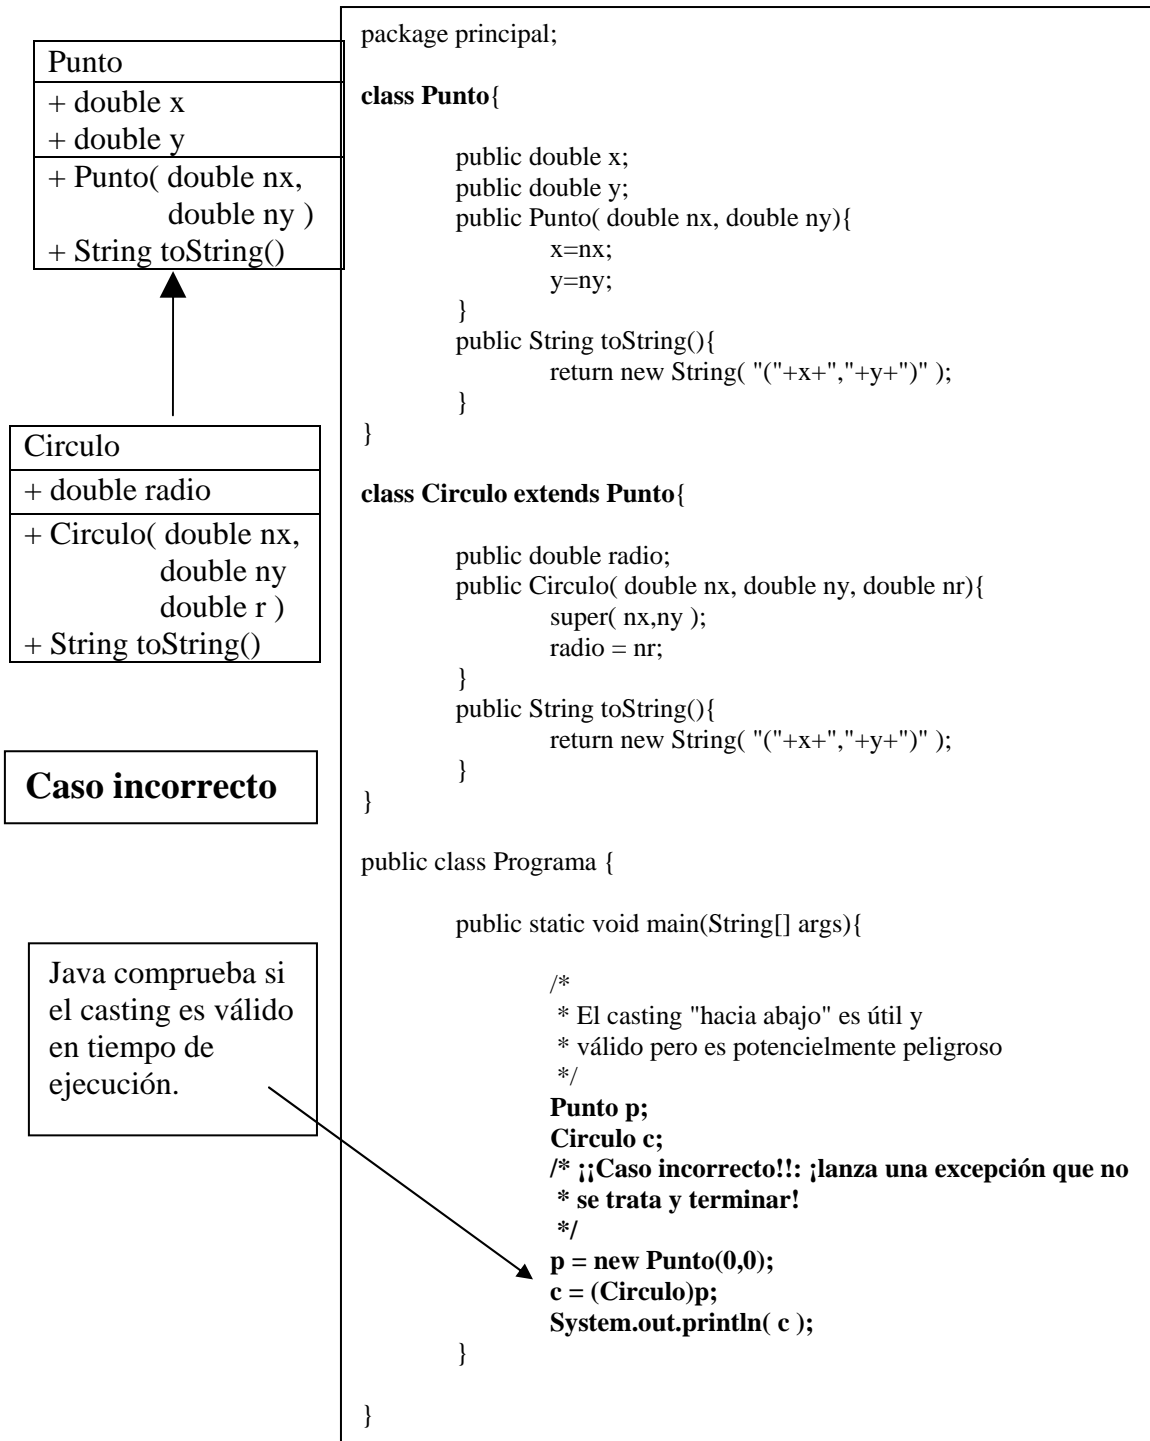 Punto
+ double x
+ double y
+ Punto( double nx,
double ny )
+ String toString()
Circulo
+ double radio
+ Circulo( double nx,
double ny
double r )
+ String toString()
Caso incorrecto
Java comprueba si
el casting es válido
en tiempo de
ejecución.
package principal;
class Punto{
public double x;
public double y;
public Punto( double nx, double ny){
x=nx;
y=ny;
}
public String toString(){
return new String( "("+x+","+y+")" );
}
}
class Circulo extends Punto{
public double radio;
public Circulo( double nx, double ny, double nr){
super( nx,ny );
radio = nr;
}
public String toString(){
return new String( "("+x+","+y+")" );
}
}
public class Programa {
public static void main(String[] args){
/*
* El casting "hacia abajo" es útil y
* válido pero es potencielmente peligroso
*/
Punto p;
Circulo c;
/* ¡¡Caso incorrecto!!: ¡lanza una excepción que no
* se trata y terminar!
*/
p = new Punto(0,0);
c = (Circulo)p;
System.out.println( c );
}
}